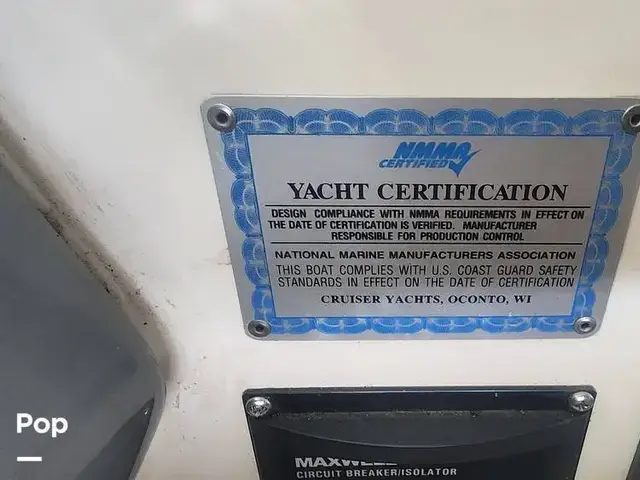 NMMA
CERTIFIED
YACHT CERTIFICATION
DESIGN COMPLIANCE WITH NMMA REQUIREMENTS IN EFFECT ON
THE DATE OF CERTIFICATION IS VERIFIED. MANUFACTURER
RESPONSIBLE FOR PRODUCTION CONTROL
NATIONAL MARINE MANUFACTURERS ASSOCIATION
THIS BOAT COMPLIES WITH U.S. COAST GUARD SAFETY
STANDARDS IN EFFECT ON THE DATE OF CERTIFICATION
CRUISER YACHTS, OCONTO, WI
MAXWELL
CIRCUIT BREAKER/ISOLATOR
Pop